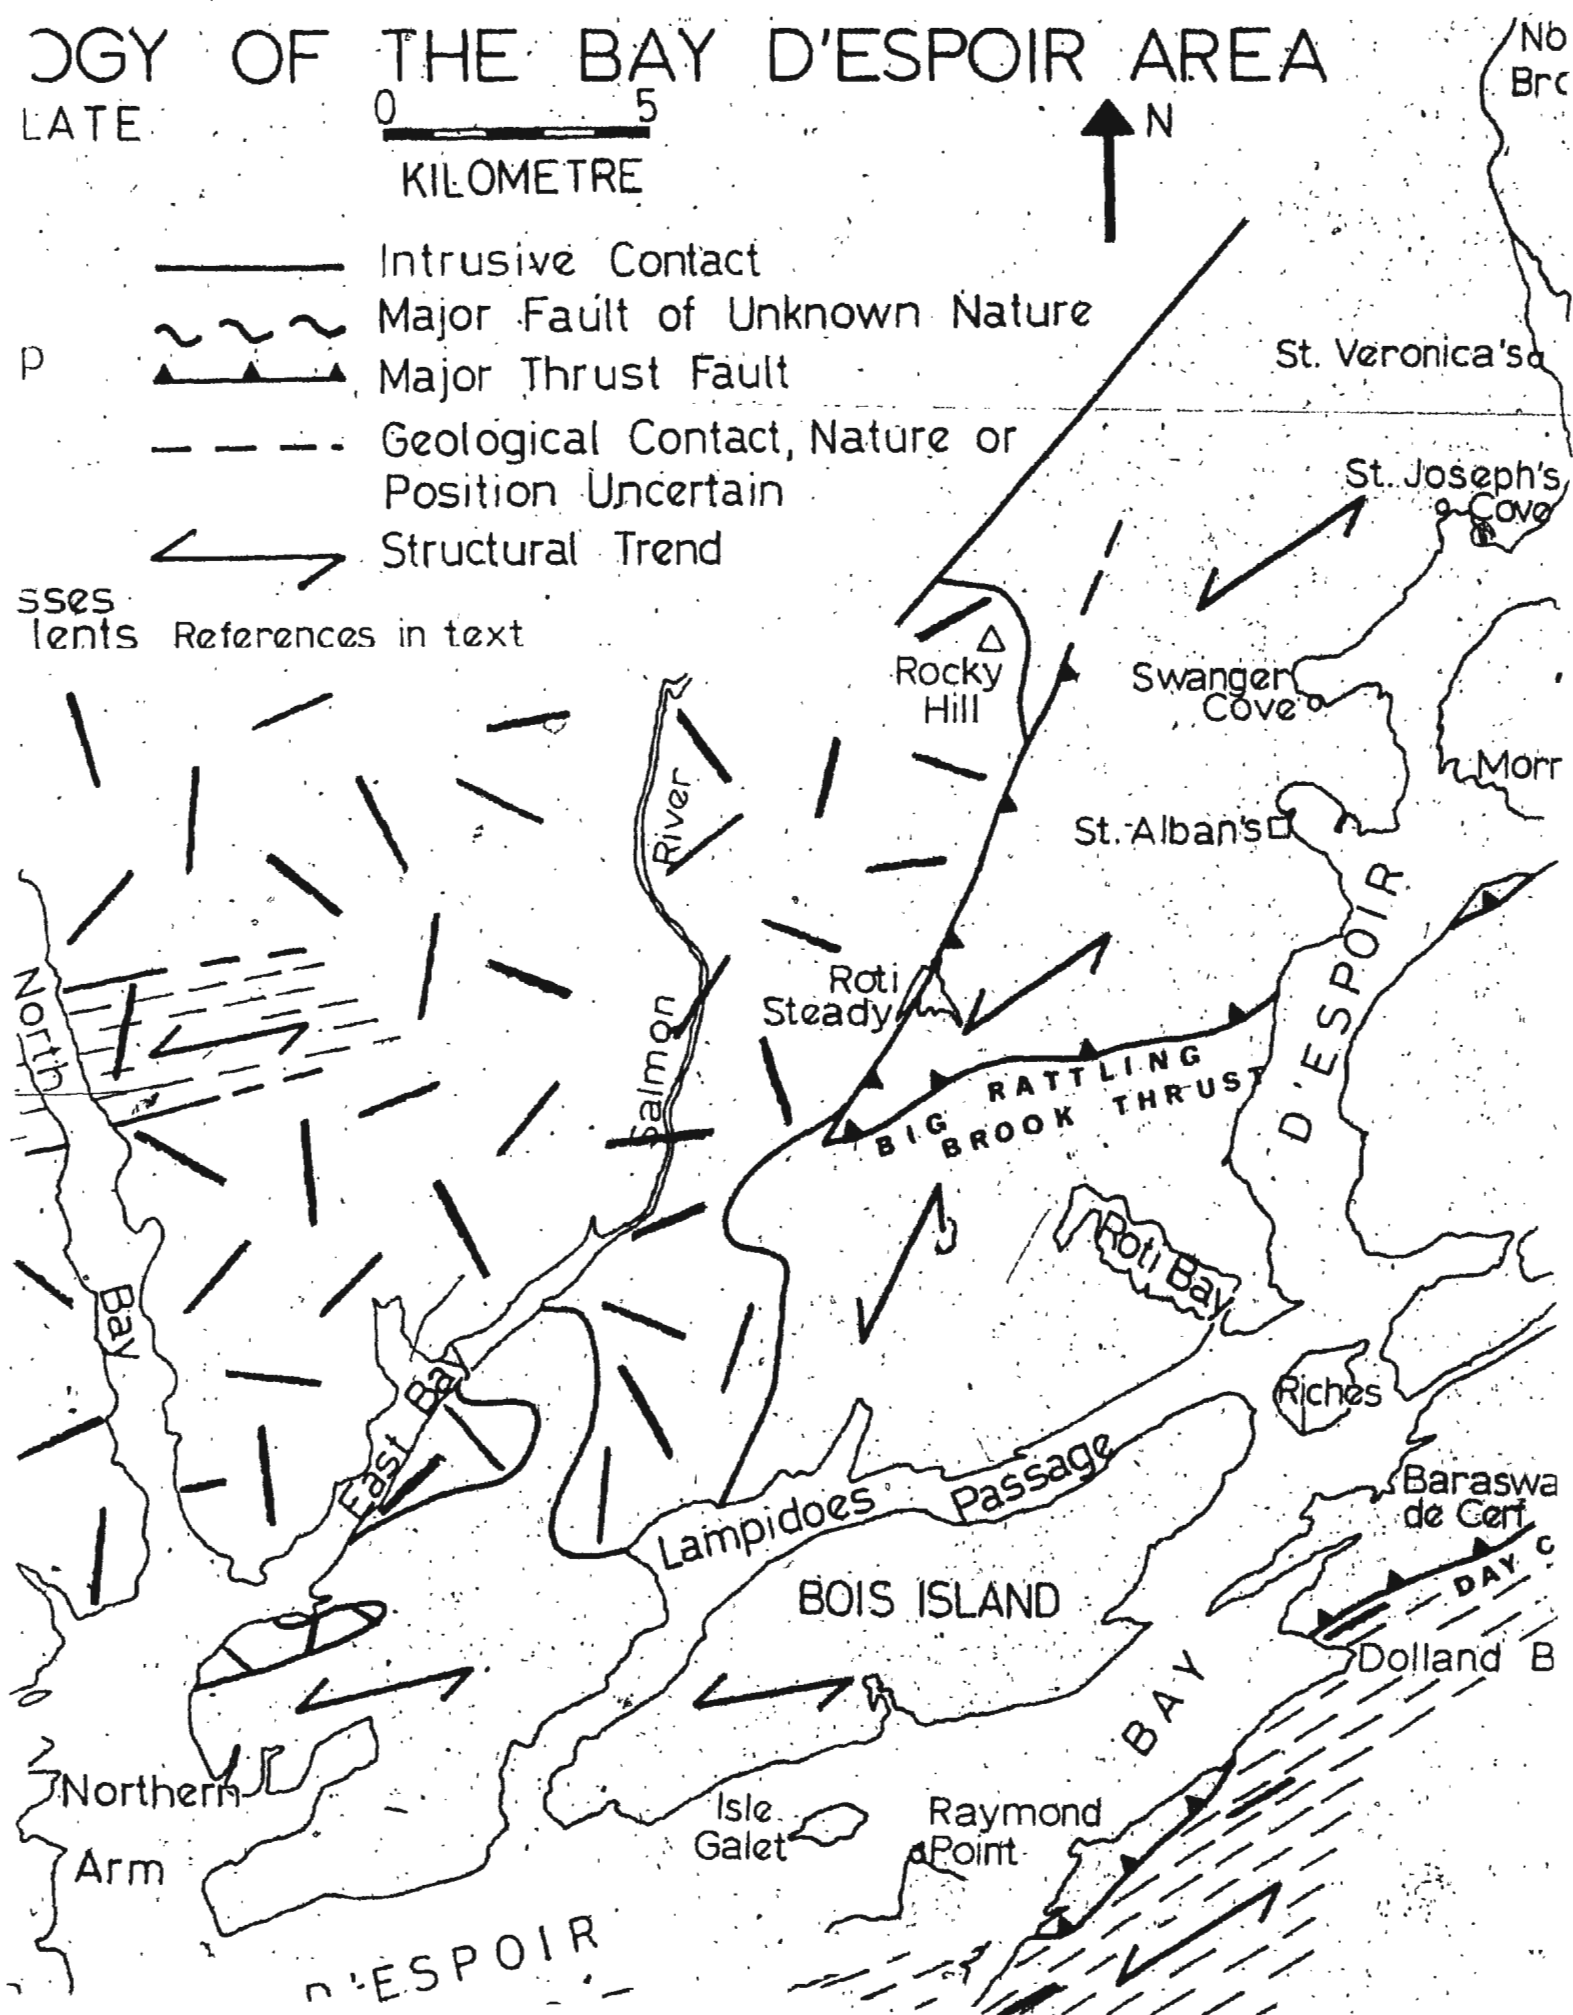 OGY OF THE BAY D'ESPOIR AREA
LATE
0 5
KILOMETRE
N
No
Bro
Intrusive Contact
Major Fault of Unknown Nature
p
Major Thrust Fault
Geological Contact, Nature or
Position Uncertain
Structural Trend
sses
lents References in text
St. Veronica's
St. Joseph's
Cove
Rocky
Hill
Swanger
Cove
Morr
St. Alban's
River
Salmon
North
Bay
Roti
Steady
BIG RATTLING
BROOK THRUST
D'ESPOIR
Roti Bay
East Bay
Riches
Lampidoes Passage
Baraswa
de Cerf
BOIS ISLAND
DAY C
Dolland B
BAY
Northern
Arm
Isle
Galet
Raymond
Point
D'ESPOIR